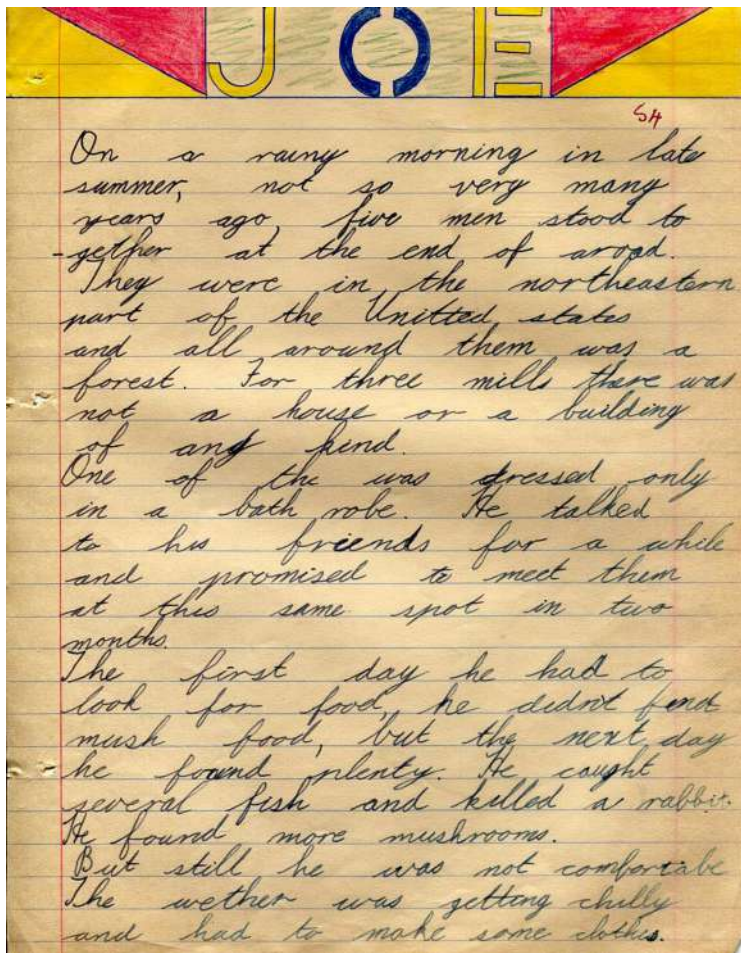 JOE
54
On a rainy morning in late
summer, not so very many
years ago, five men stood to
-gether at the end of aroad.
They were in the northeastern
part of the Unitted states
and all around them was a
forest. For three mills there was
not a house or a building
of any kind.
One of the was dressed only
in a bath robe. He talked
to his friends for a while
and promised to meet them
at this same spot in two
months.
The first day he had to
look for food, he didn't find
mush food, but the next day
he found plenty. He caught
several fish and killed a rabbit.
He found more mushrooms.
But still he was not comfortabe
The wether was getting chilly
and had to make some clothes.